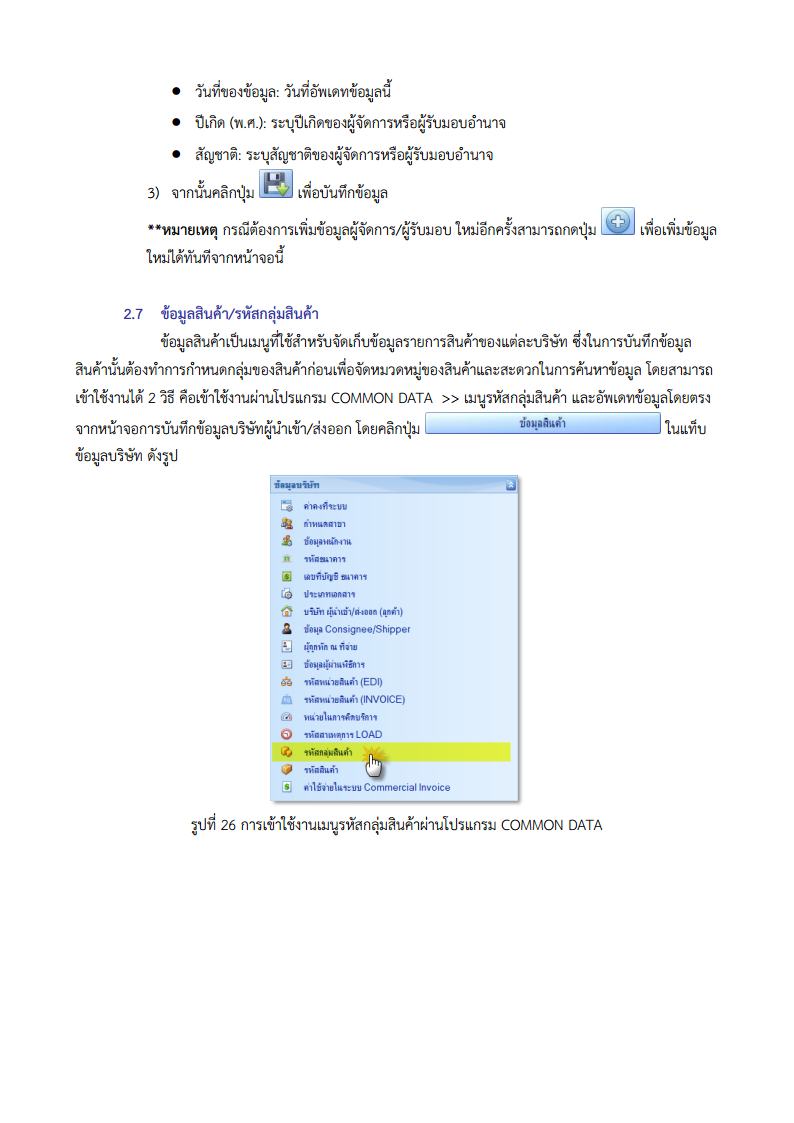 ● วันที่ของข้อมูล: วันที่อัพเดทข้อมูลนี้
● ปีเกิด (พ.ศ.): ระบุปีเกิดของผู้จัดการหรือผู้รับมอบอำนาจ
● สัญชาติ: ระบุสัญชาติของผู้จัดการหรือผู้รับมอบอำนาจ
3) จากนั้นคลิกปุ่ม เพื่อบันทึกข้อมูล
**หมายเหตุ กรณีต้องการเพิ่มข้อมูลผู้จัดการ/ผู้รับมอบ ใหม่อีกครั้งสามารถกดปุ่ม เพื่อเพิ่มข้อมูล
ใหม่ได้ทันทีจากหน้าจอนี้
2.7 ข้อมูลสินค้า/รหัสกลุ่มสินค้า
ข้อมูลสินค้าเป็นเมนูที่ใช้สำหรับจัดเก็บข้อมูลรายการสินค้าของแต่ละบริษัท ซึ่งในการบันทึกข้อมูล
สินค้านั้นต้องทำการกำหนดกลุ่มของสินค้าก่อนเพื่อจัดหมวดหมู่ของสินค้าและสะดวกในการค้นหาข้อมูล โดยสามารถ
เข้าใช้งานได้ 2 วิธี คือเข้าใช้งานผ่านโปรแกรม COMMON DATA >> เมนูรหัสกลุ่มสินค้า และอัพเดทข้อมูลโดยตรง
จากหน้าจอการบันทึกข้อมูลบริษัทผู้นำเข้า/ส่งออก โดยคลิกปุ่ม ข้อมูลสินค้า ในแท็บ
ข้อมูลบริษัท ดังรูป
ข้อมูลบริษัท
ค่าคงที่ระบบ
กำหนดสาขา
ข้อมูลพนักงาน
รหัสธนาคาร
เลขที่บัญชี ธนาคาร
ประเภทเอกสาร
บริษัท ผู้นำเข้า/ส่งออก (ลูกค้า)
ข้อมูล Consignee/Shipper
ผู้ถูกหัก ณ ที่จ่าย
ข้อมูลผู้ผ่านพิธีการ
รหัสหน่วยสินค้า (EDI)
รหัสหน่วยสินค้า (INVOICE)
หน่วยในการคิดบริการ
รหัสสาเหตุการ LOAD
รหัสกลุ่มสินค้า
รหัสสินค้า
ค่าใช้จ่ายในระบบ Commercial Invoice
รูปที่ 26 การเข้าใช้งานเมนูรหัสกลุ่มสินค้าผ่านโปรแกรม COMMON DATA